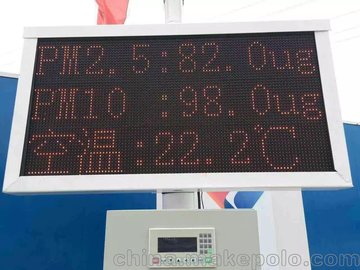 PM2.5:82.0ug
PM10 :98.0ug
空温:22.2℃
china.makepolo.com